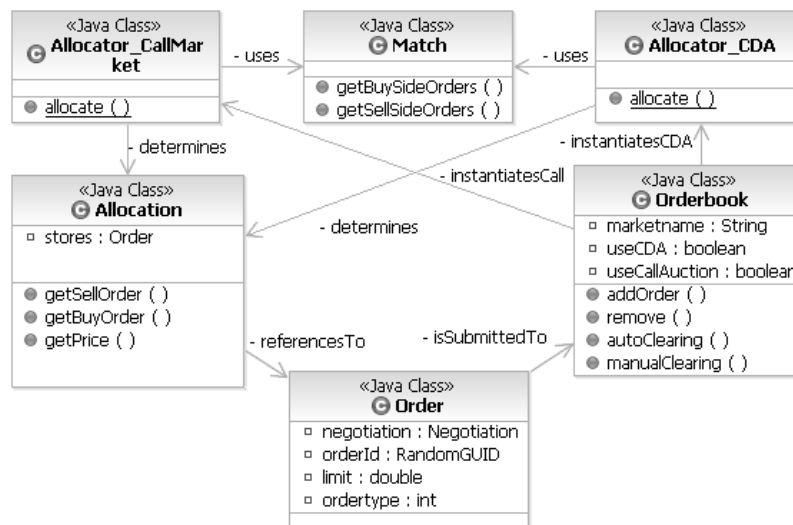 «Java Class»
C Allocator_CallMar
ket
allocate ( )
- uses
«Java Class»
C Match
getBuySideOrders ( )
getSellSideOrders ( )
- uses
«Java Class»
C Allocator_CDA
allocate ( )
- determines
- instantiatesCDA
- instantiatesCall
«Java Class»
C Allocation
stores : Order
getSellOrder ( )
getBuyOrder ( )
getPrice ( )
- determines
«Java Class»
C Orderbook
marketname : String
useCDA : boolean
useCallAuction : boolean
addOrder ( )
remove ( )
autoClearing ( )
manualClearing ( )
- referencesTo
- isSubmittedTo
«Java Class»
C Order
negotiation : Negotiation
orderId : RandomGUID
limit : double
ordertype : int